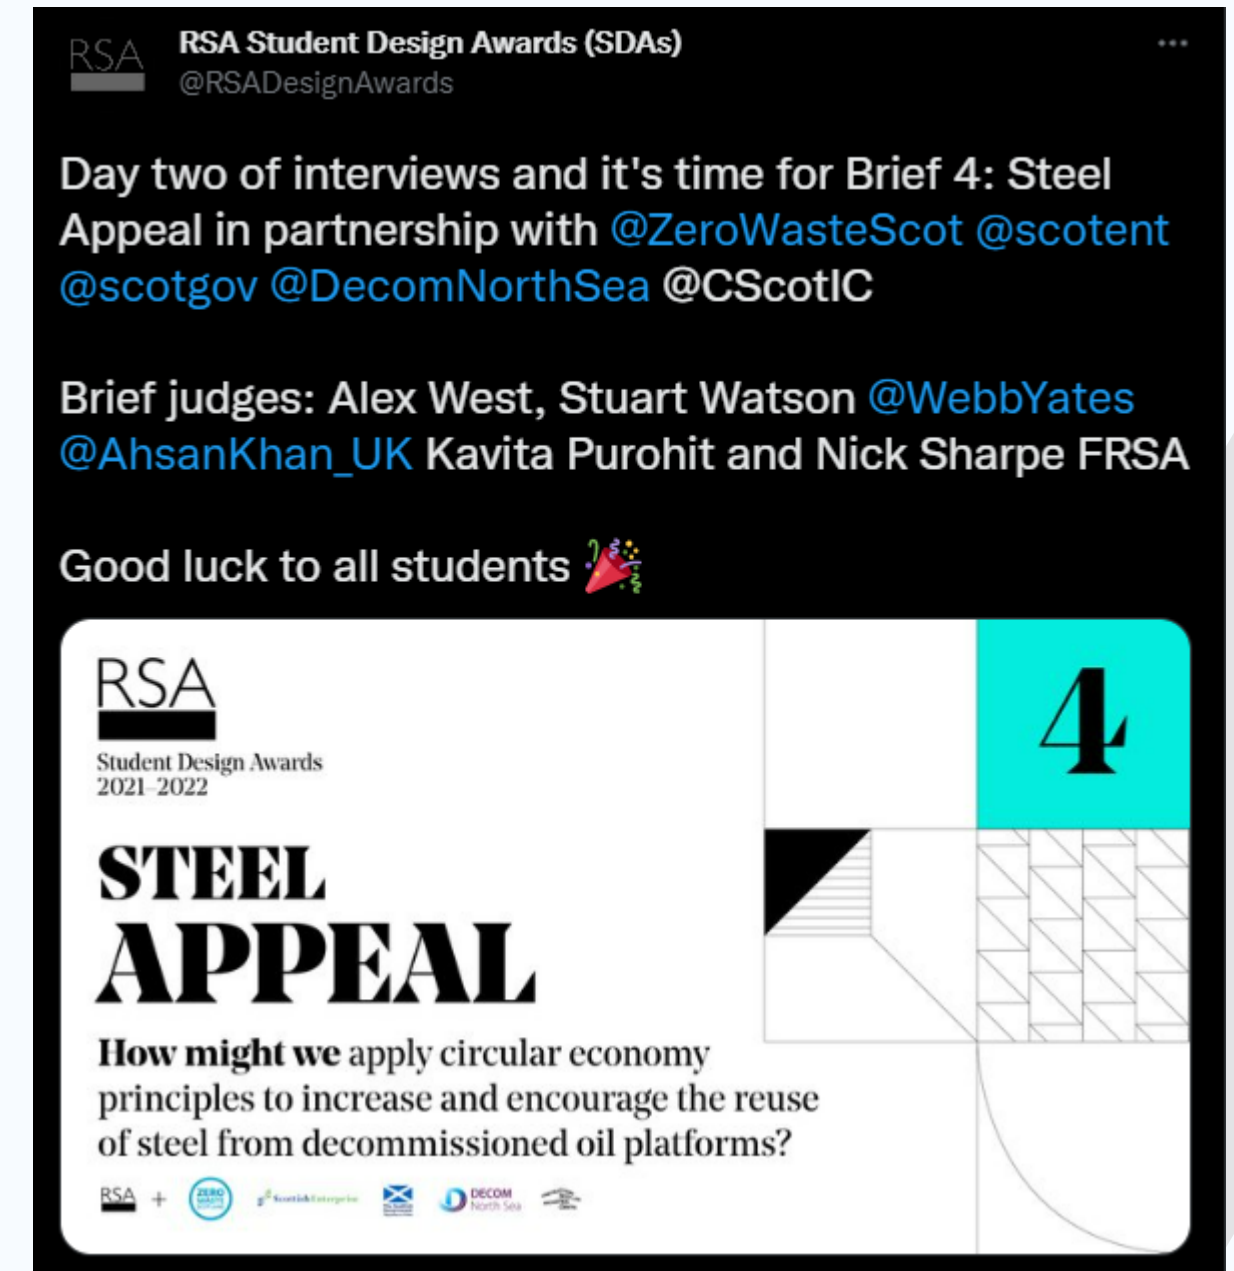 RSA
RSA Student Design Awards (SDAs)
@RSADesignAwards
Day two of interviews and it's time for Brief 4: Steel
Appeal in partnership with @ZeroWasteScot @scotent
@scotgov @DecomNorthSea @CScotIC
Brief judges: Alex West, Stuart Watson @WebbYates
@AhsanKhan_UK Kavita Purohit and Nick Sharpe FRSA
Good luck to all students 🎉
RSA
4
Student Design Awards
2021–2022
STEEL
APPEAL
How might we apply circular economy
principles to increase and encourage the reuse
of steel from decommissioned oil platforms?
RSA + ZERO WASTE SCOTLAND Scottish Enterprise DECOM
North Sea